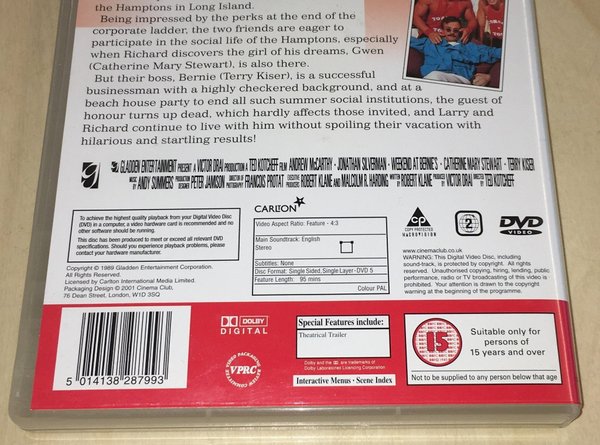 the Hamptons in Long Island.
Being impressed by the perks at the end of the
corporate ladder, the two friends are eager to
participate in the social life of the Hamptons, especially
when Richard discovers the girl of his dreams, Gwen
(Catherine Mary Stewart), is also there.
But their boss, Bernie (Terry Kiser), is a successful
businessman with a highly checkered background, and at a
beach house party to end all such summer social institutions, the guest of
honour turns up dead, which hardly affects those invited, and Larry and
Richard continue to live with him without spoiling their vacation with
hilarious and startling results!
GLADDEN ENTERTAINMENT PRESENTS A VICTOR DRAI PRODUCTION A TED KOTCHEFF FILM ANDREW McCARTHY · JONATHAN SILVERMAN · WEEKEND AT BERNIE'S · CATHERINE MARY STEWART · TERRY KISER
MUSIC BY ANDY SUMMERS PRODUCTION DESIGNER PETER JAMISON DIRECTOR OF PHOTOGRAPHY FRANCOIS PROTAT EXECUTIVE PRODUCERS ROBERT KLANE AND MALCOLM R. HARDING WRITTEN BY ROBERT KLANE PRODUCED BY VICTOR DRAI DIRECTED BY TED KOTCHEFF
To achieve the highest quality playback from your Digital Video Disc
(DVD) in a computer, a video hardware card is recommended and no
other software should be running.
This disc has been produced to meet or exceed all relevant DVD
specifications. Should you experience playback problems, please
contact your hardware manufacturer.
Copyright © 1989 Gladden Entertainment Corporation.
All Rights Reserved.
Licensed by Carlton International Media Limited.
Packaging Design © 2001 Cinema Club,
76 Dean Street, London, W1D 3SQ
CARLTON
Video Aspect Ratio: Feature - 4:3
Main Soundtrack: English
Stereo
Subtitles: None
Disc Format: Single Sided, Single Layer - DVD 5
Feature Length: 95 mins
Colour PAL
CP
COPY PROTECTED
MACROVISION
2
DVD
VIDEO
www.cinemaclub.co.uk
WARNING: This Digital Video Disc, including
sound-track, is protected by copyright. All rights
reserved. Unauthorised copying, hiring, lending, public
performance, radio or TV broadcasting of this video is
prohibited. Your attention is drawn to the copyright
warning at the beginning of the programme.
5 014138 287993
DOLBY
DIGITAL
VIDEO PACKAGING
VPRC
REVIEW COMMITTEE
Special Features include:
Theatrical Trailer
Dolby and the DD are trademarks of
Dolby Laboratories Licensing Corporation
Interactive Menus · Scene Index
15
Suitable only for
persons of
15 years and over
Not to be supplied to any person below that age